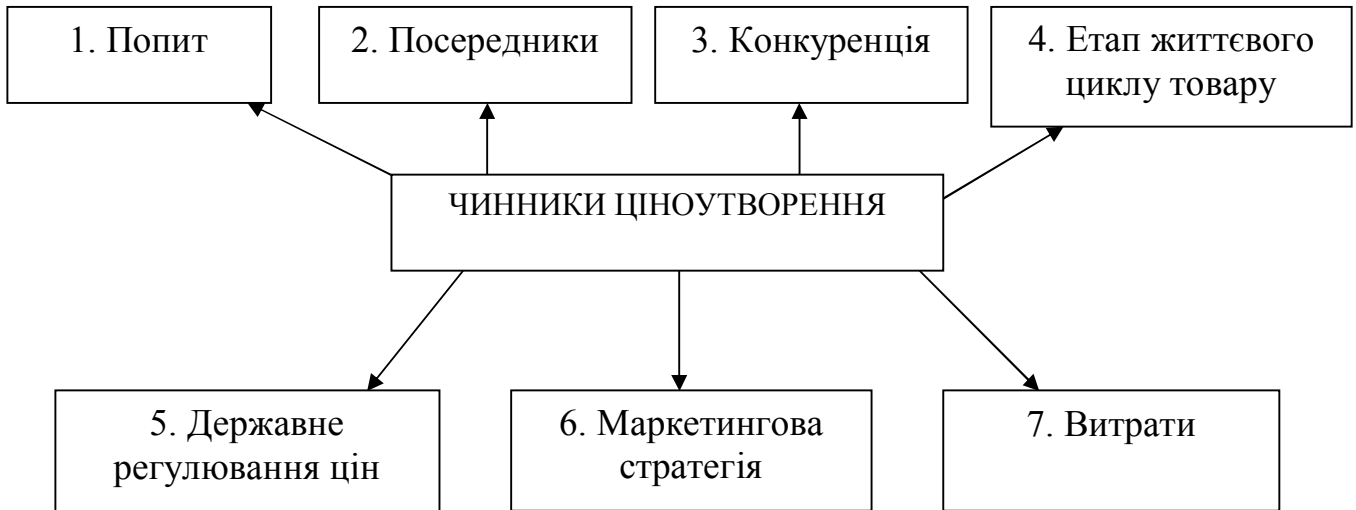 1. Попит
2. Посередники
3. Конкуренція
4. Етап життєвого
циклу товару
ЧИННИКИ ЦІНОУТВОРЕННЯ
5. Державне
регулювання цін
6. Маркетингова
стратегія
7. Витрати